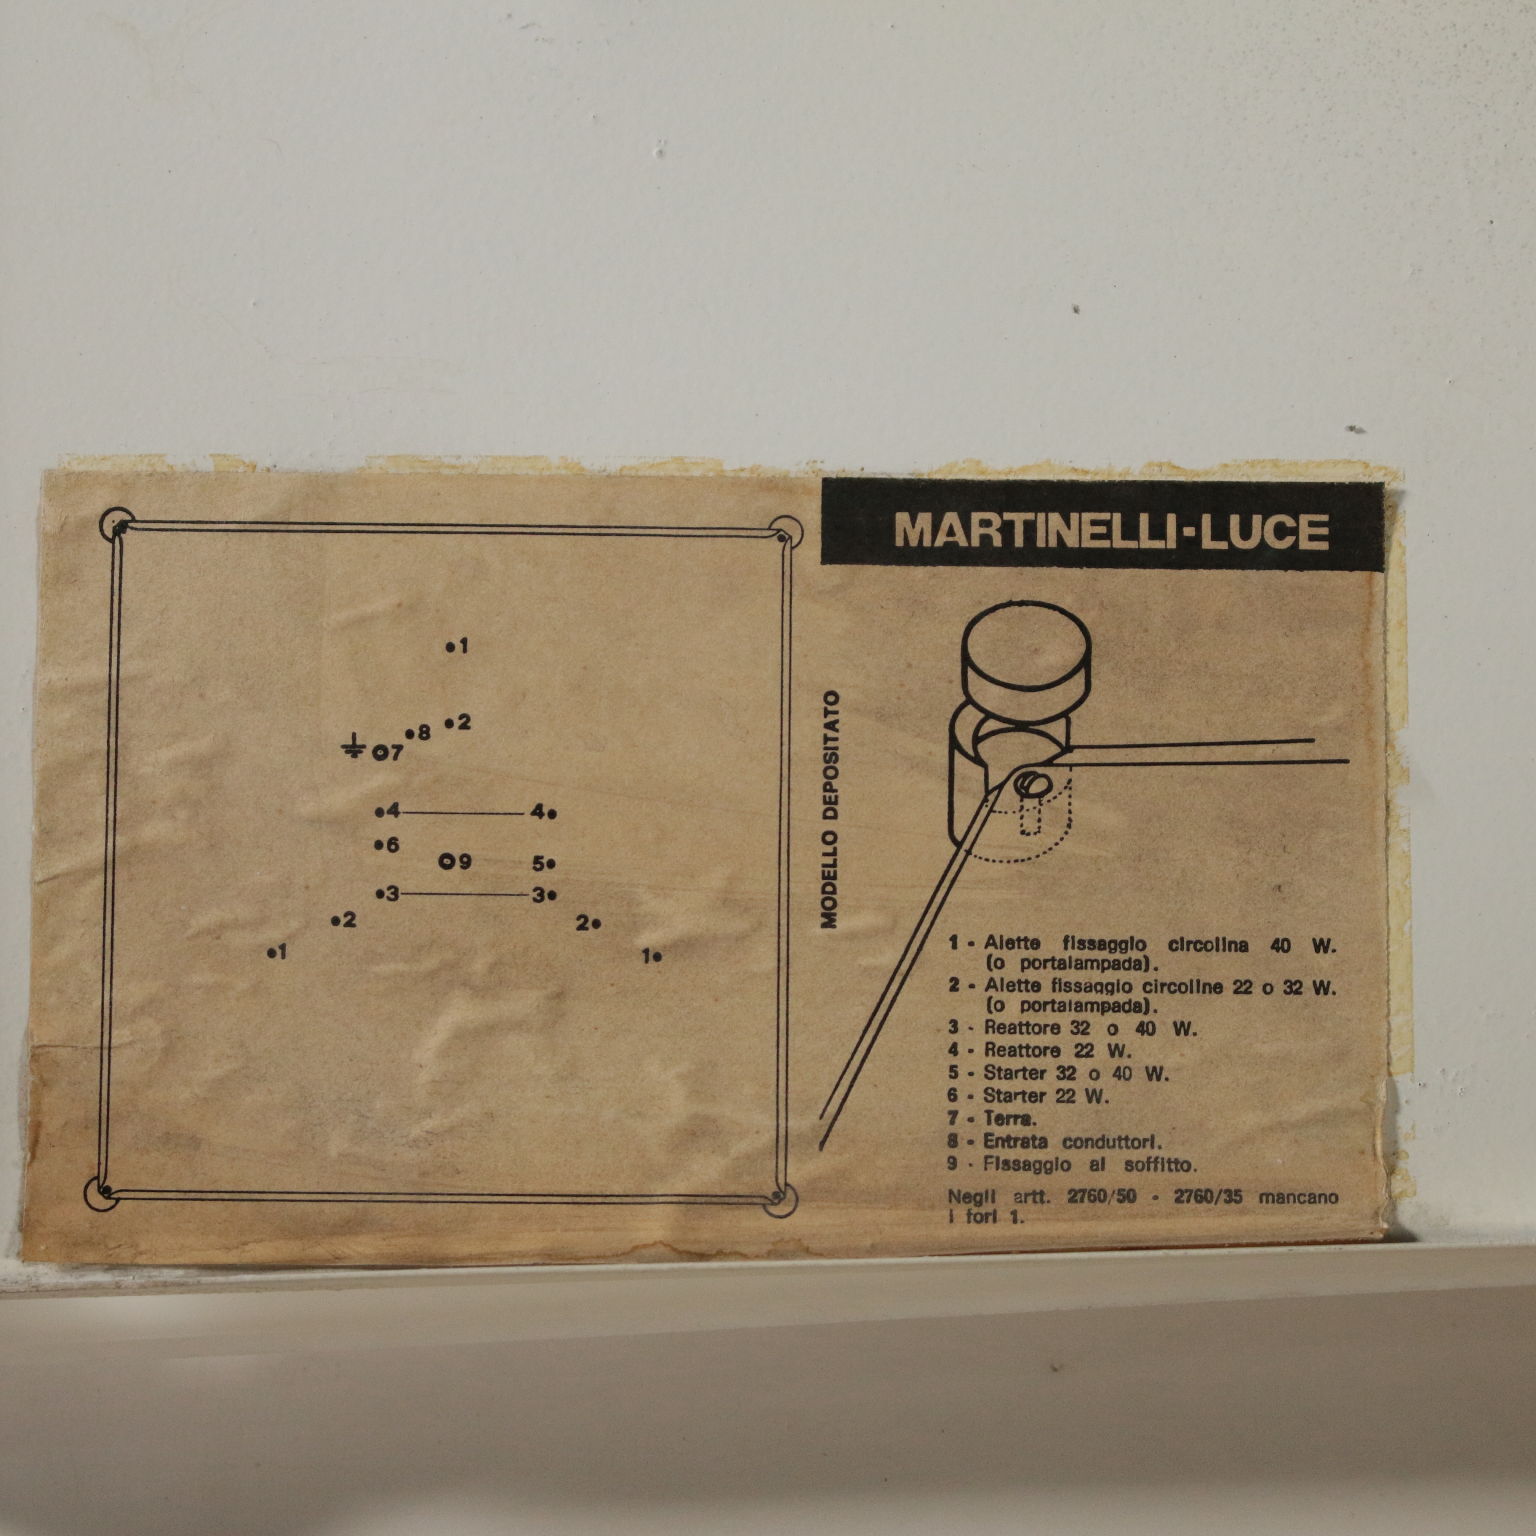 MARTINELLI-LUCE
MODELLO DEPOSITATO
1
2
8
7
4 4
6
9 5
3 3
2 2
1 1
1 - Alette fissaggio circolina 40 W.
(o portalampada).
2 - Alette fissaggio circoline 22 o 32 W.
(o portalampada).
3 - Reattore 32 o 40 W.
4 - Reattore 22 W.
5 - Starter 32 o 40 W.
6 - Starter 22 W.
7 - Terra.
8 - Entrata conduttori.
9 - Fissaggio al soffitto.
Negli artt. 2760/50 - 2760/35 mancano
i fori 1.